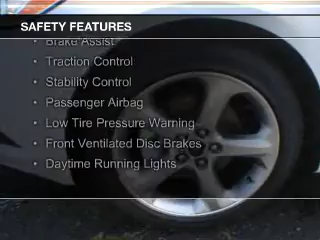 SAFETY FEATURES
• Brake Assist
• Traction Control
• Stability Control
• Passenger Airbag
• Low Tire Pressure Warning
• Front Ventilated Disc Brakes
• Daytime Running Lights